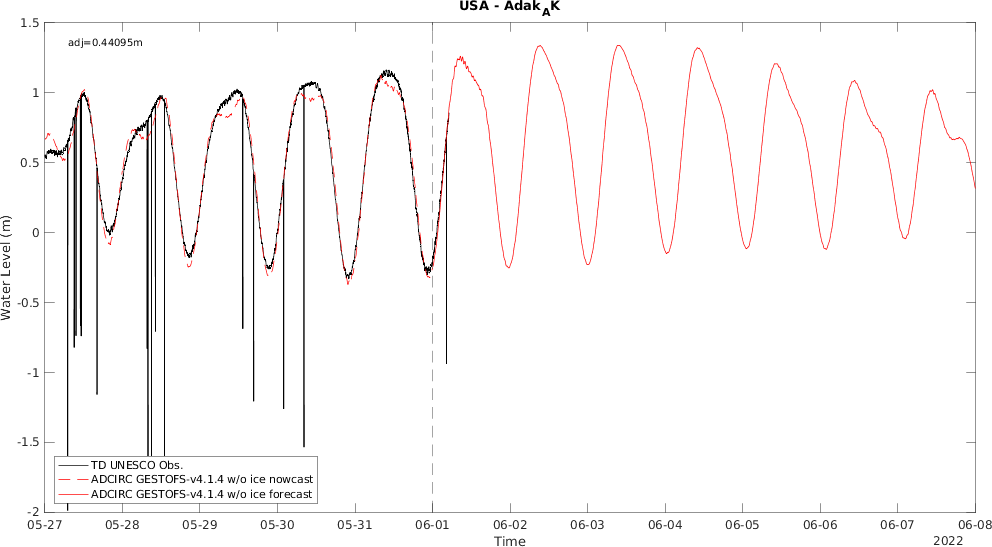 USA - Adak_AK
1.5
adj=0.44095m
1
0.5
0
-0.5
-1
-1.5
-2
Water Level (m)
TD UNESCO Obs.
ADCIRC GESTOFS-v4.1.4 w/o ice nowcast
ADCIRC GESTOFS-v4.1.4 w/o ice forecast
05-27 05-28 05-29 05-30 05-31 06-01 06-02 06-03 06-04 06-05 06-06 06-07 06-08
Time
2022